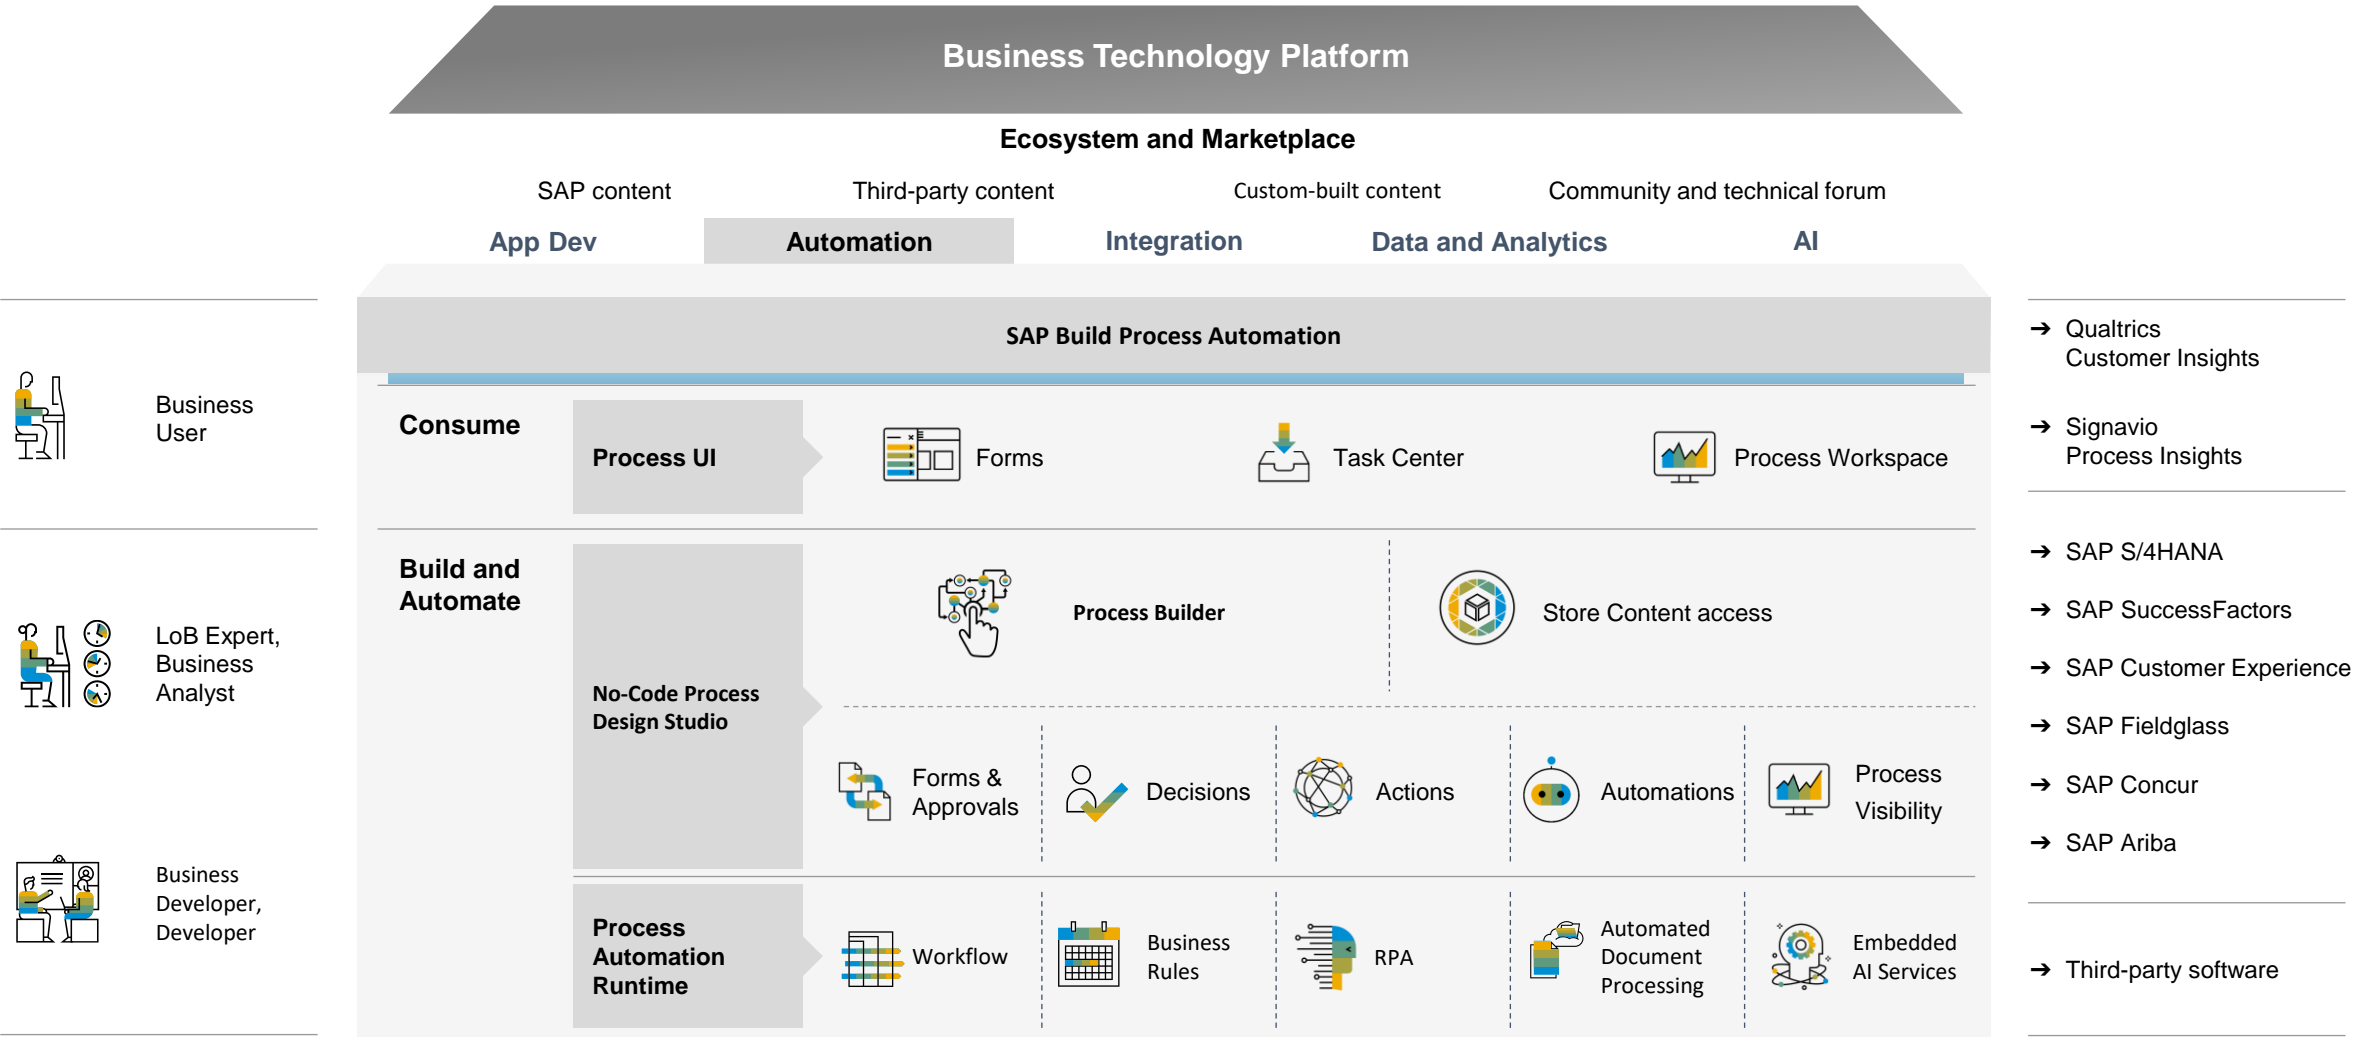 Business Technology Platform
Ecosystem and Marketplace
SAP content
Third-party content
Custom-built content
Community and technical forum
App Dev
Automation
Integration
Data and Analytics
AI
SAP Build Process Automation
Business
User
LoB Expert,
Business
Analyst
Business
Developer,
Developer
Consume
Process UI
Forms
Task Center
Process Workspace
Build and
Automate
No-Code Process
Design Studio
Process Builder
Store Content access
Forms &
Approvals
Decisions
Actions
Automations
Process
Visibility
Process
Automation
Runtime
Workflow
Business
Rules
RPA
Automated
Document
Processing
Embedded
AI Services
➔ Qualtrics
Customer Insights
➔ Signavio
Process Insights
➔ SAP S/4HANA
➔ SAP SuccessFactors
➔ SAP Customer Experience
➔ SAP Fieldglass
➔ SAP Concur
➔ SAP Ariba
➔ Third-party software